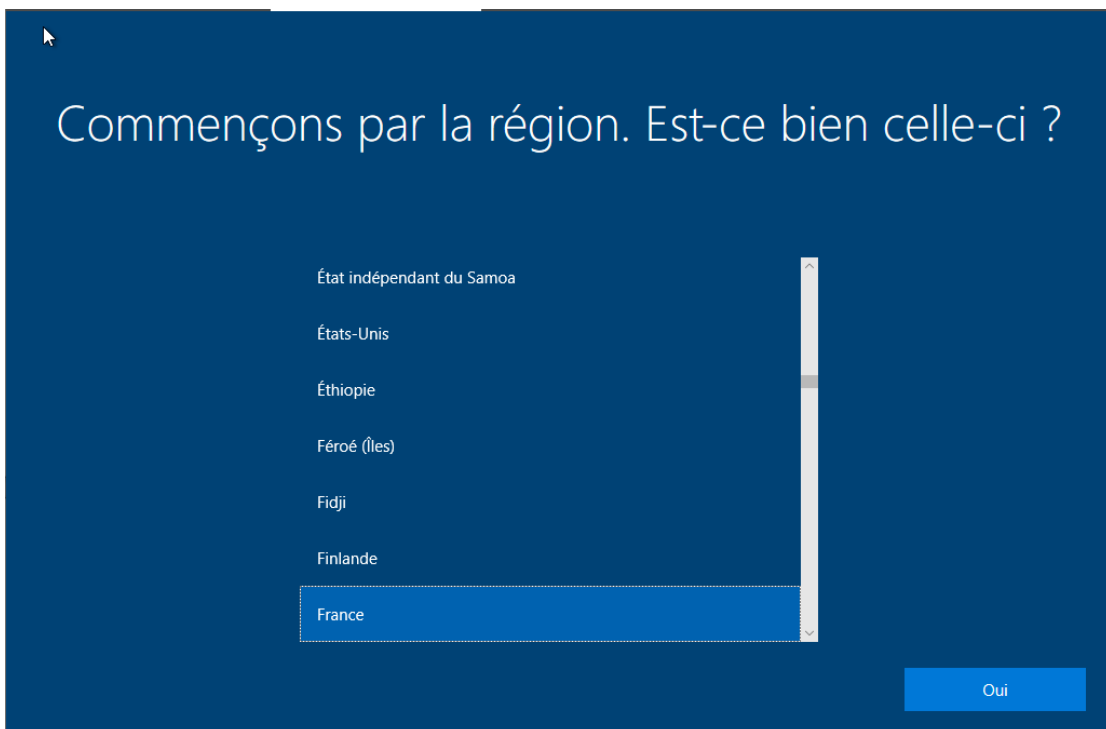 Commençons par la région. Est-ce bien celle-ci ?
État indépendant du Samoa
États-Unis
Éthiopie
Féroé (Îles)
Fidji
Finlande
France
Oui